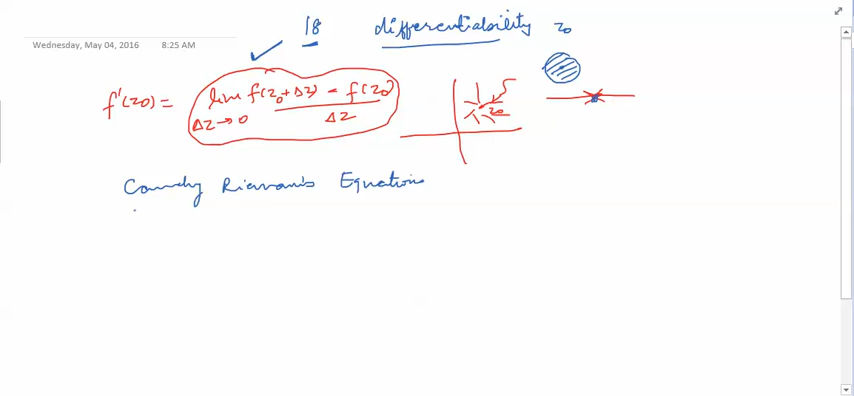 18 differentiability z0
Wednesday, May 04, 2016 8:25 AM
f'(z0) = lim Δz→0 f(z0+Δz) - f(z0) / Δz
z0
Cauchy Riemann's Equations